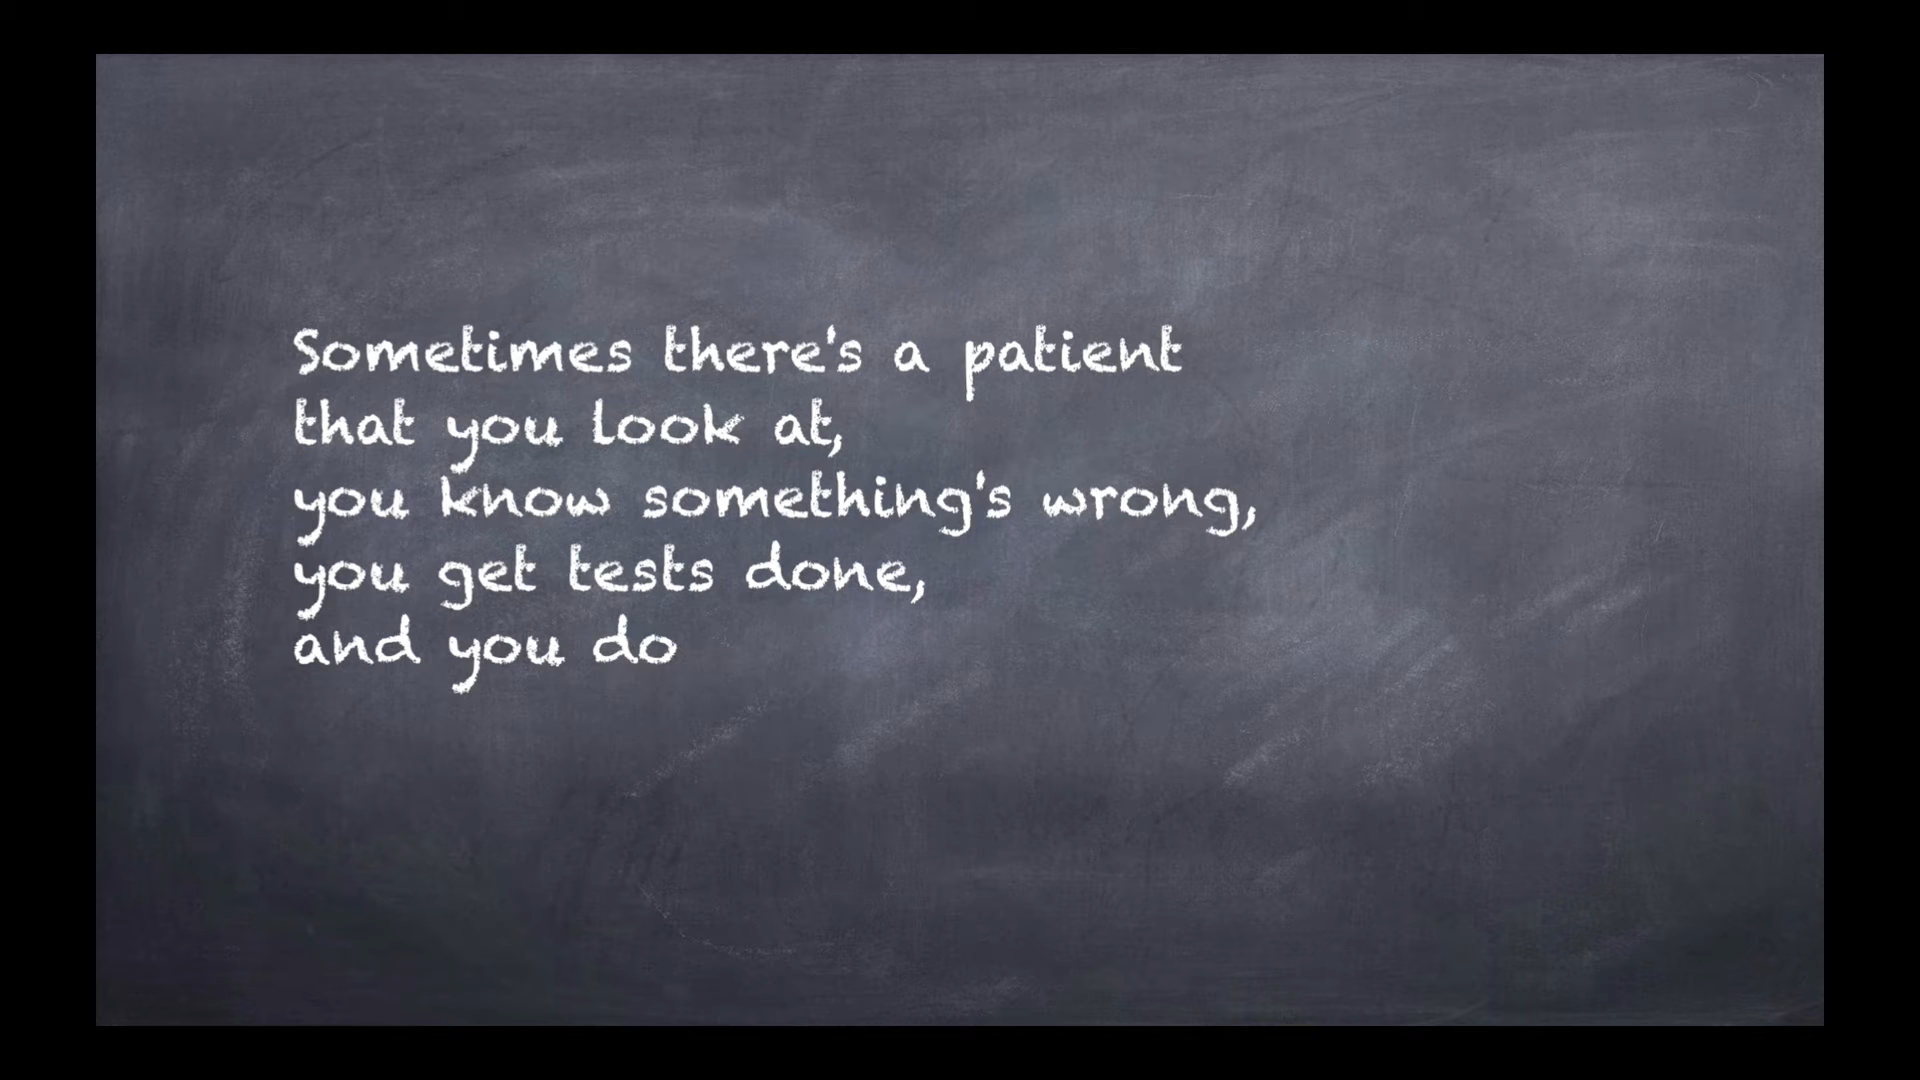 Sometimes there's a patient
that you look at,
you know something's wrong,
you get tests done,
and you do